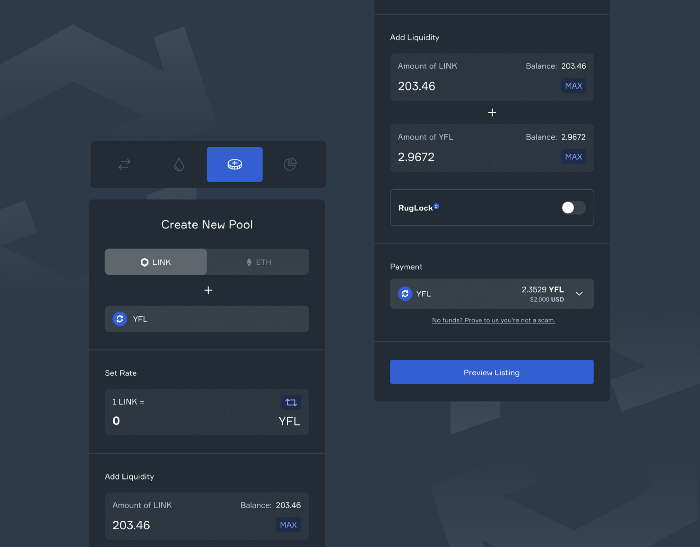 Create New Pool
LINK
ETH
+
YFL
Set Rate
1 LINK =
0
YFL
Add Liquidity
Amount of LINK
Balance: 203.46
203.46
MAX
Add Liquidity
Amount of LINK
Balance: 203.46
203.46
MAX
+
Amount of YFL
Balance: 2.9672
2.9672
MAX
RugLock
Payment
YFL
2.3529 YFL
$2,000 USD
No funds? Prove to us you're not a scam.
Preview Listing